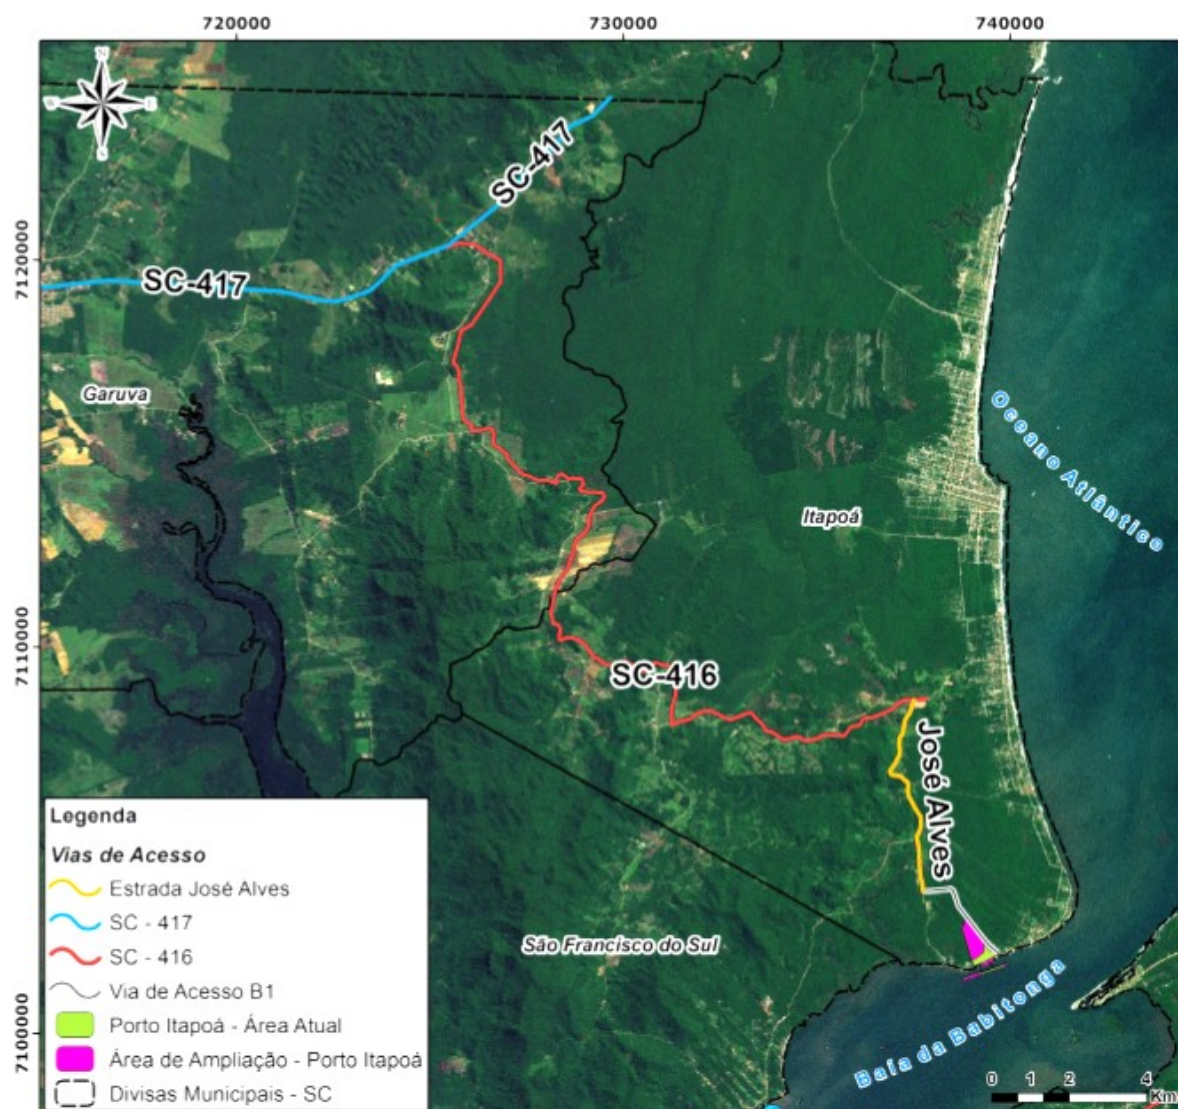 720000
730000
740000
N
W
E
S
SC-417
7120000
SC-417
Garuva
Oceano Atlântico
Itapoá
7110000
SC-416
José Alves
São Francisco do Sul
7100000
Baía da Babitonga
Legenda
Vias de Acesso
Estrada José Alves
SC - 417
SC - 416
Via de Acesso B1
Porto Itapoá - Área Atual
Área de Ampliação - Porto Itapoá
Divisas Municipais - SC
0 1 2 4
Km